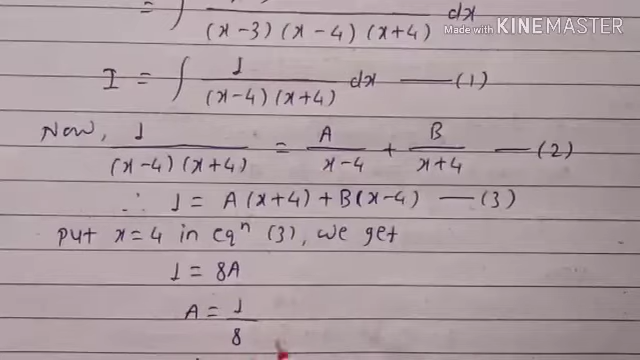 = ∫ ――― dx
(x-3) (x-4) (x+4)
Made with KINEMASTER
I = ∫ 1/((x-4) (x+4)) dx —— (1)
Now, 1/((x-4) (x+4)) = A/(x-4) + B/(x+4) — (2)
∴ 1 = A(x+4) + B(x-4) — (3)
put x=4 in eqⁿ (3), we get
1 = 8A
A = 1/8